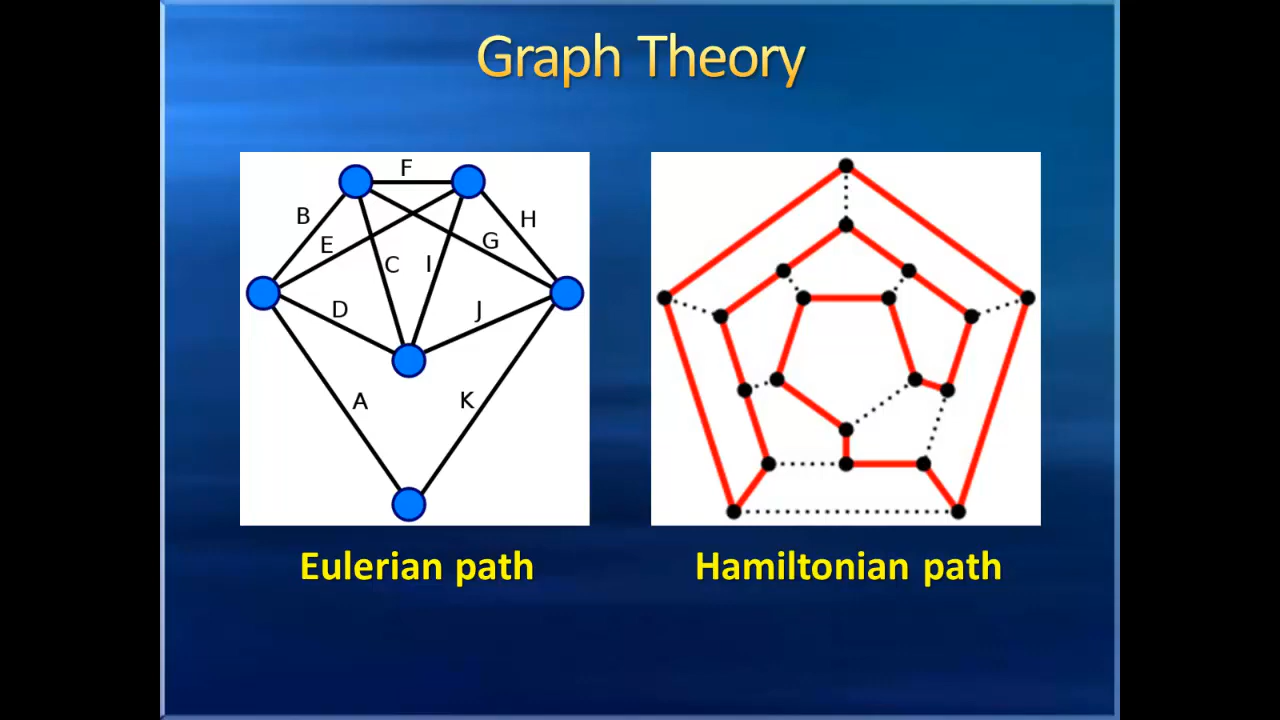 Graph Theory
F
B
H
E
G
C
I
D
J
A
K
Eulerian path
Hamiltonian path